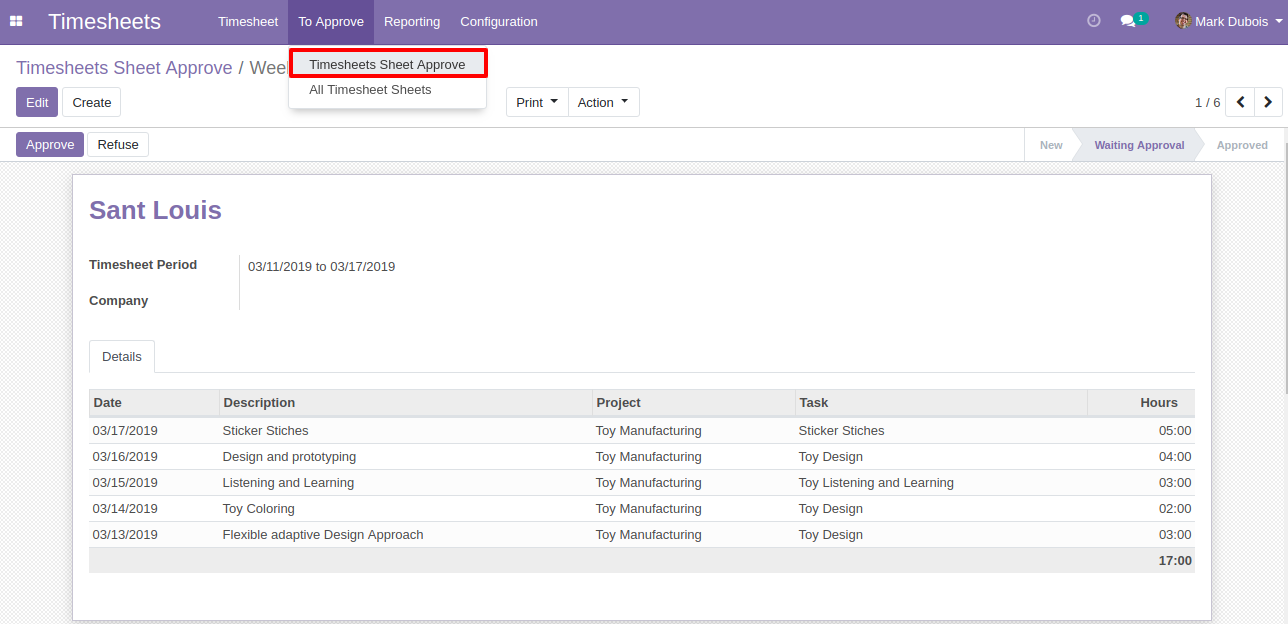 Timesheets Timesheet To Approve Reporting Configuration 1 Mark Dubois
Timesheets Sheet Approve
All Timesheet Sheets
Timesheets Sheet Approve / Weel
Edit Create Print Action 1 / 6
Approve Refuse New Waiting Approval Approved
Sant Louis
Timesheet Period 03/11/2019 to 03/17/2019
Company
Details
Date Description Project Task Hours
03/17/2019 Sticker Stiches Toy Manufacturing Sticker Stiches 05:00
03/16/2019 Design and prototyping Toy Manufacturing Toy Design 04:00
03/15/2019 Listening and Learning Toy Manufacturing Toy Listening and Learning 03:00
03/14/2019 Toy Coloring Toy Manufacturing Toy Design 02:00
03/13/2019 Flexible adaptive Design Approach Toy Manufacturing Toy Design 03:00
17:00